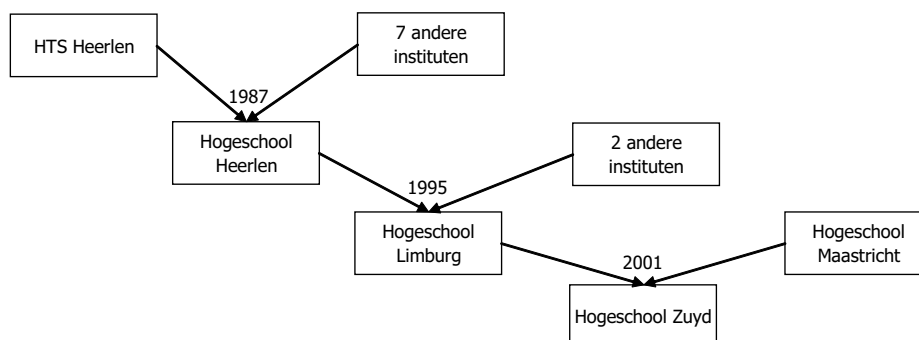 HTS Heerlen
7 andere
instituten
1987
Hogeschool
Heerlen
2 andere
instituten
1995
Hogeschool
Limburg
Hogeschool
Maastricht
2001
Hogeschool Zuyd